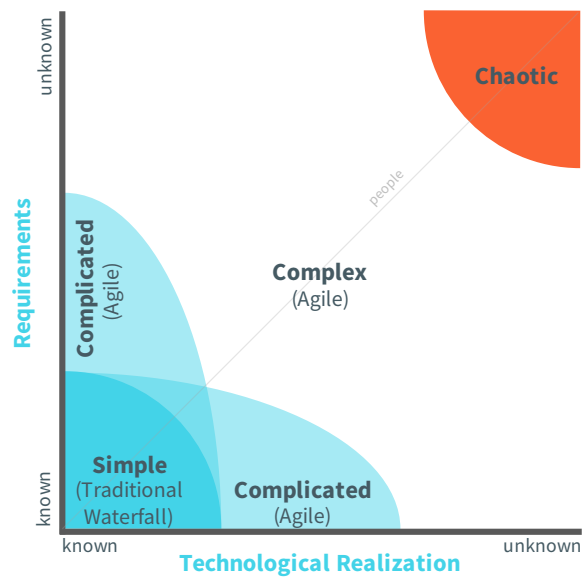 unknown
Chaotic
people
Requirements
Complicated
(Agile)
Complex
(Agile)
Simple
(Traditional
Waterfall)
Complicated
(Agile)
known
known
unknown
Technological Realization